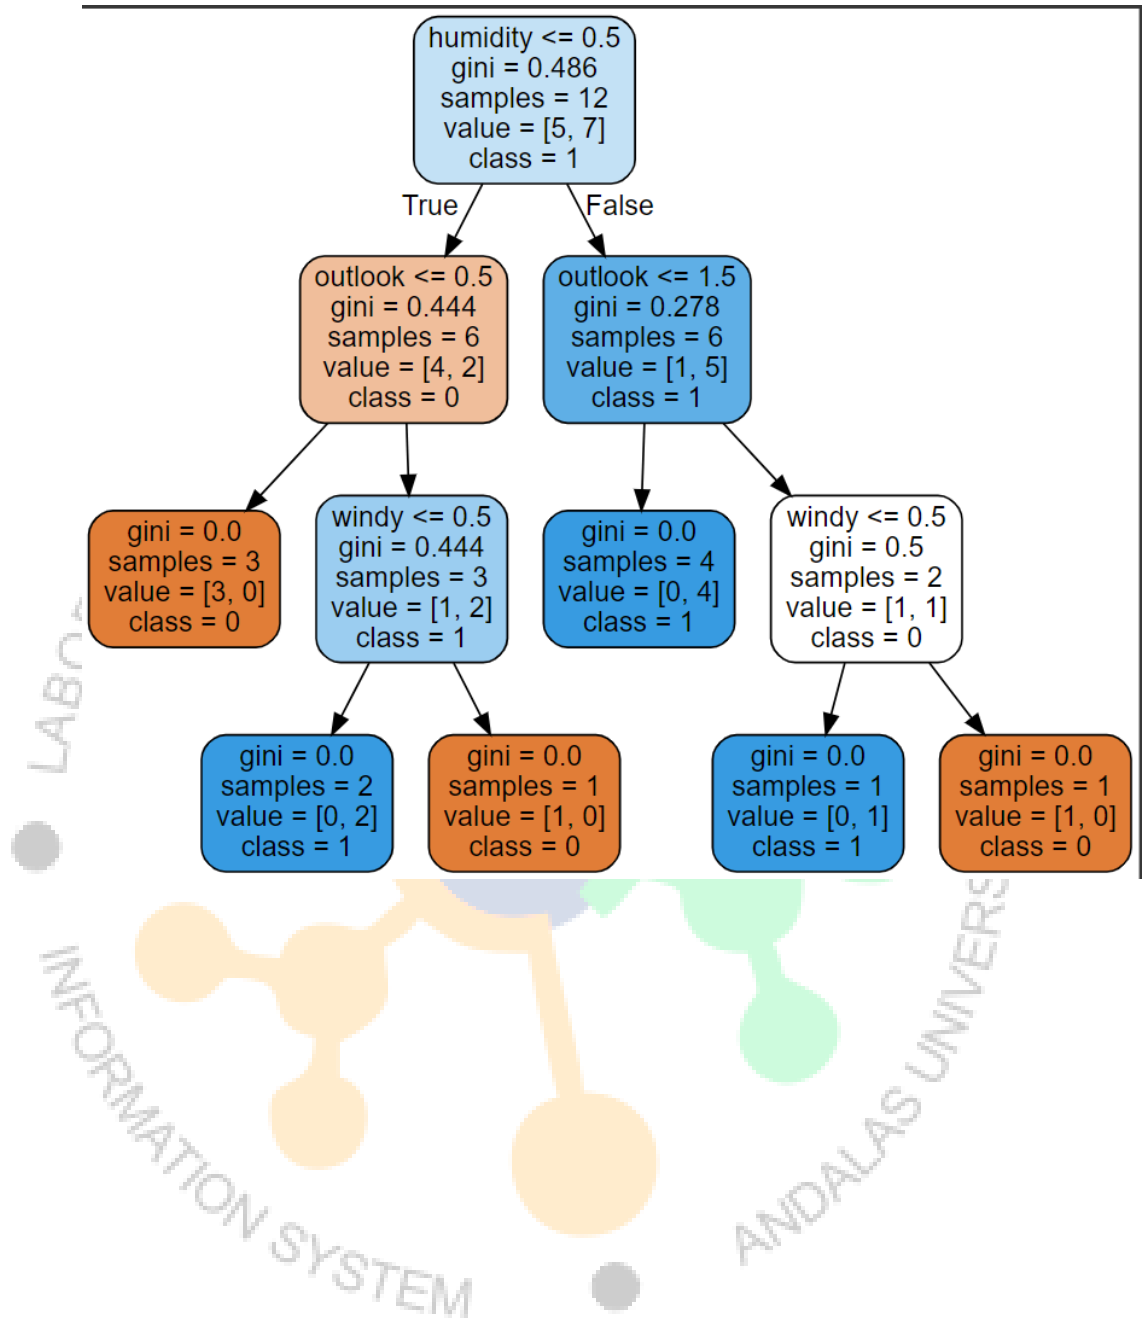 humidity <= 0.5
gini = 0.486
samples = 12
value = [5, 7]
class = 1
True
False
outlook <= 0.5
gini = 0.444
samples = 6
value = [4, 2]
class = 0
outlook <= 1.5
gini = 0.278
samples = 6
value = [1, 5]
class = 1
gini = 0.0
samples = 3
value = [3, 0]
class = 0
windy <= 0.5
gini = 0.444
samples = 3
value = [1, 2]
class = 1
gini = 0.0
samples = 4
value = [0, 4]
class = 1
windy <= 0.5
gini = 0.5
samples = 2
value = [1, 1]
class = 0
gini = 0.0
samples = 2
value = [0, 2]
class = 1
gini = 0.0
samples = 1
value = [1, 0]
class = 0
gini = 0.0
samples = 1
value = [0, 1]
class = 1
gini = 0.0
samples = 1
value = [1, 0]
class = 0
LABO
INFORMATION SYSTEM
ANDALAS UNIVERS